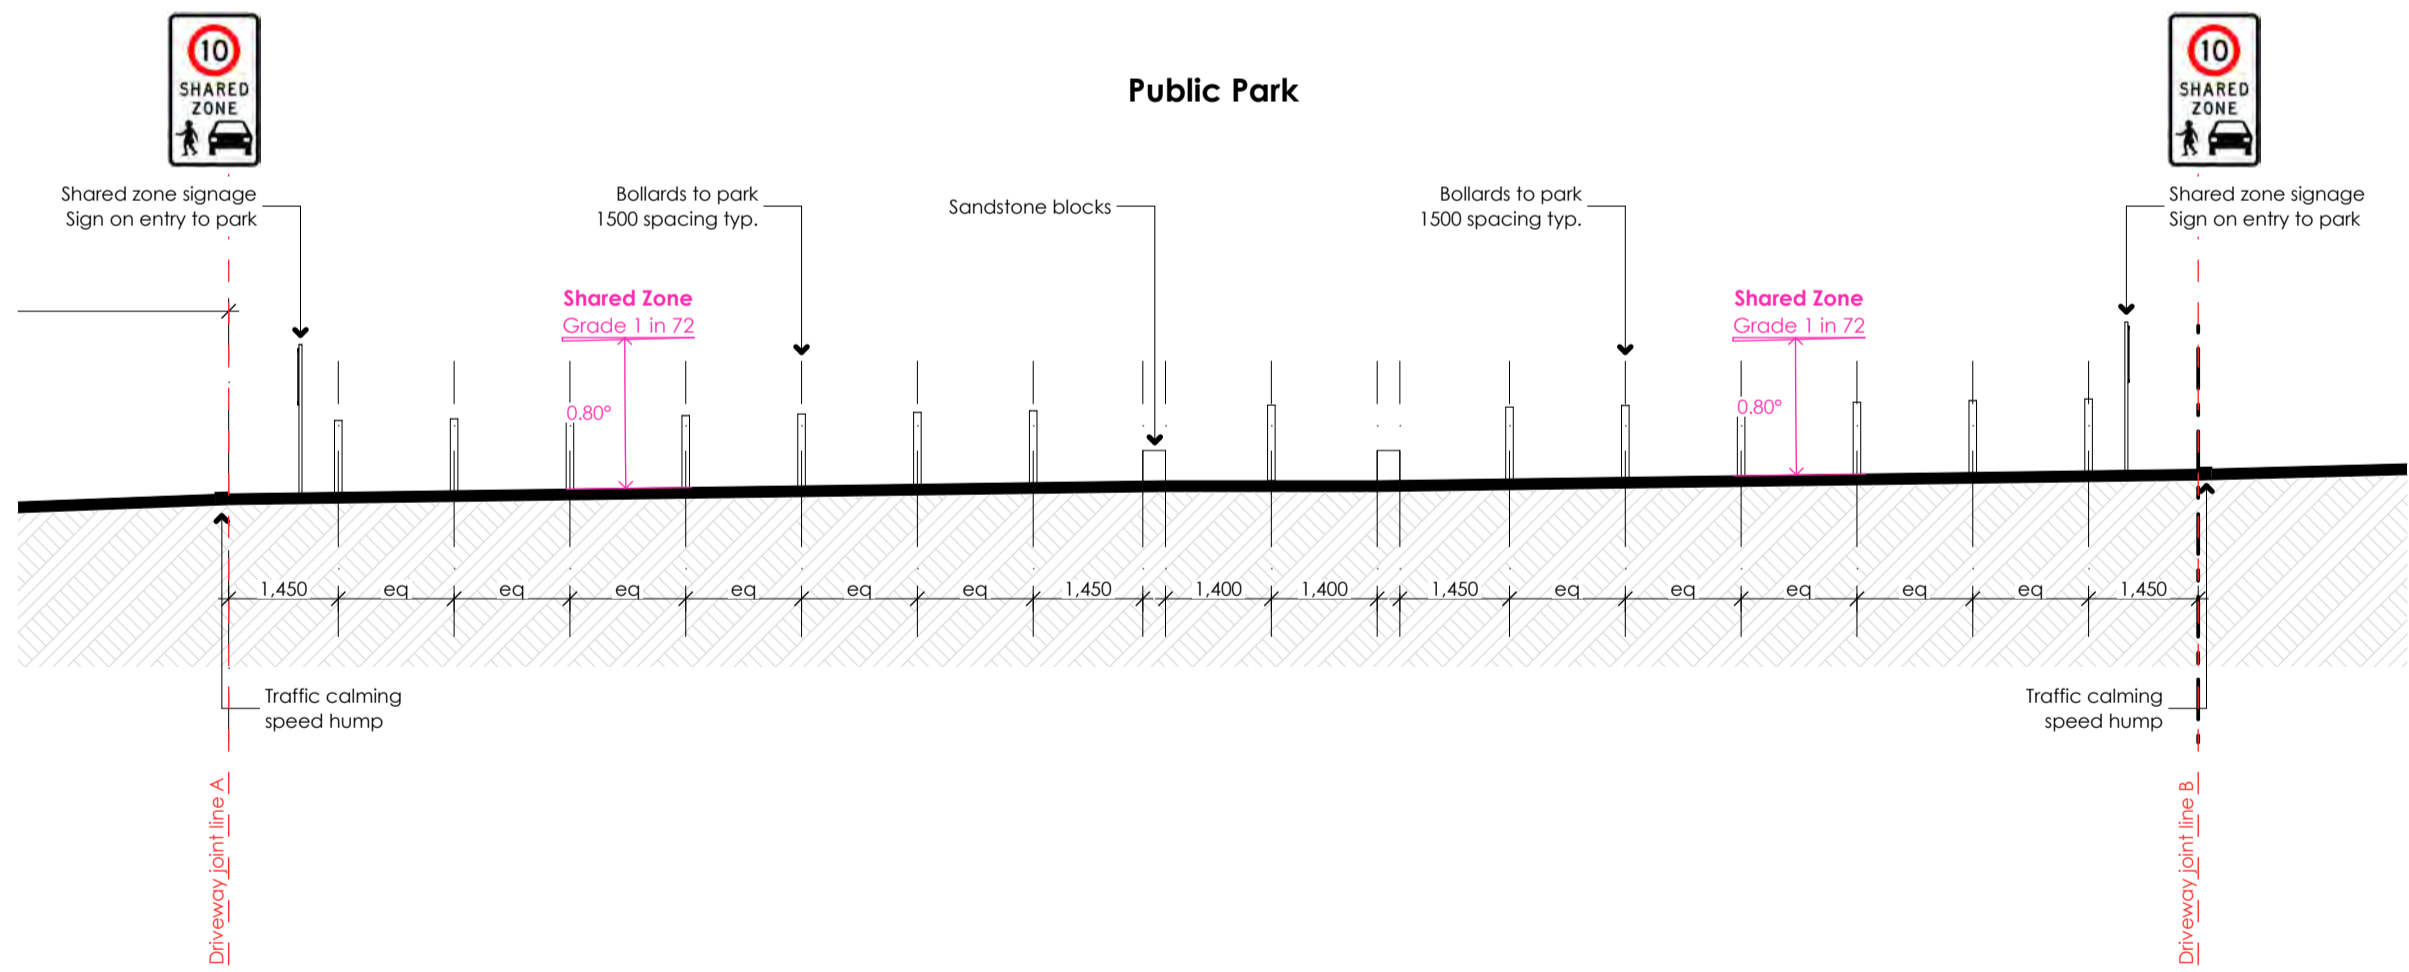 10
SHARED
ZONE
10
SHARED
ZONE
Public Park
Shared zone signage
Sign on entry to park
Bollards to park
1500 spacing typ.
Sandstone blocks
Bollards to park
1500 spacing typ.
Shared zone signage
Sign on entry to park
Shared Zone
Grade 1 in 72
Shared Zone
Grade 1 in 72
0.80°
0.80°
1,450 eq eq eq eq eq eq 1,450 1,400 1,400 1,450 eq eq eq eq eq 1,450
Traffic calming
speed hump
Traffic calming
speed hump
Driveway joint line A
Driveway joint line B